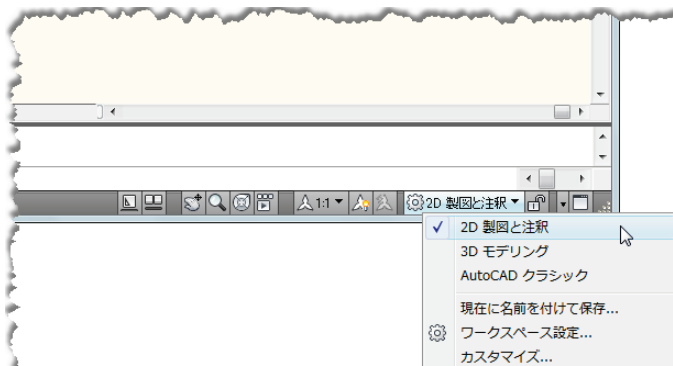 1:1 2D 製図と注釈
2D 製図と注釈
3D モデリング
AutoCAD クラシック
現在に名前を付けて保存...
ワークスペース設定...
カスタマイズ...